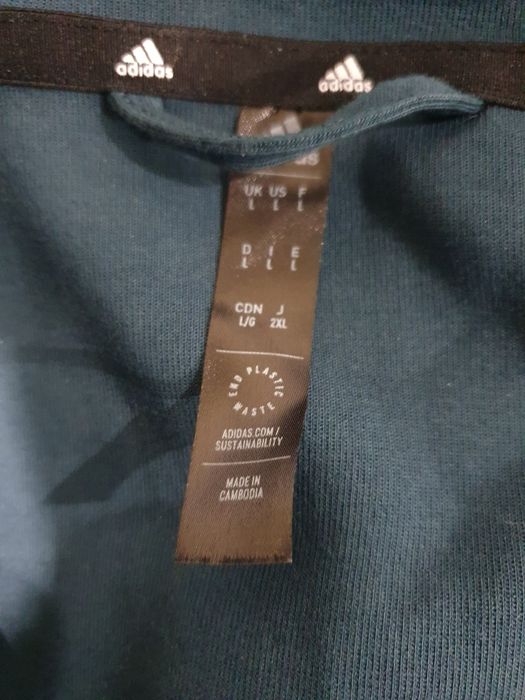 adidas adidas
UK US F
L L L
D I E
L L L
CDN J
L/G 2XL
END PLASTIC WASTE
ADIDAS.COM/
SUSTAINABILITY
MADE IN
CAMBODIA